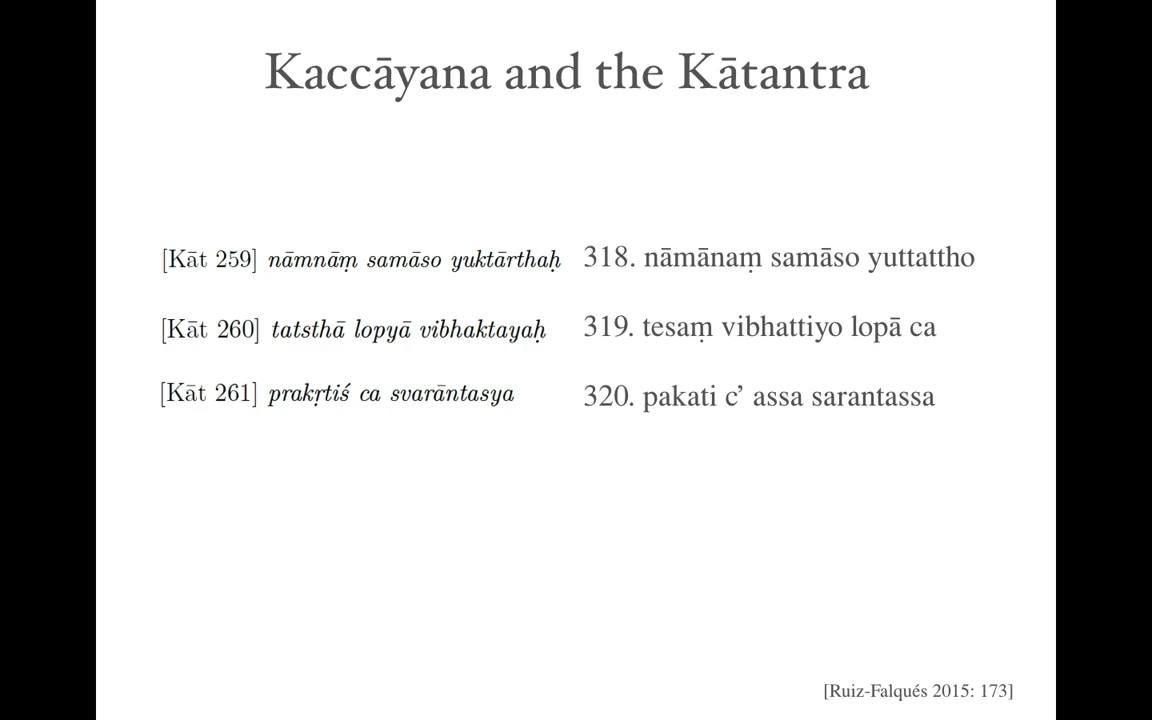 Kaccāyana and the Kātantra
[Kāt 259] nāmnāṃ samāso yuktārthaḥ 318. nāmānaṃ samāso yuttattho
[Kāt 260] tatsthā lopyā vibhaktayaḥ 319. tesaṃ vibhattiyo lopā ca
[Kāt 261] prakṛtiś ca svarāntasya 320. pakati c’ assa sarantassa
[Ruiz-Falqués 2015: 173]